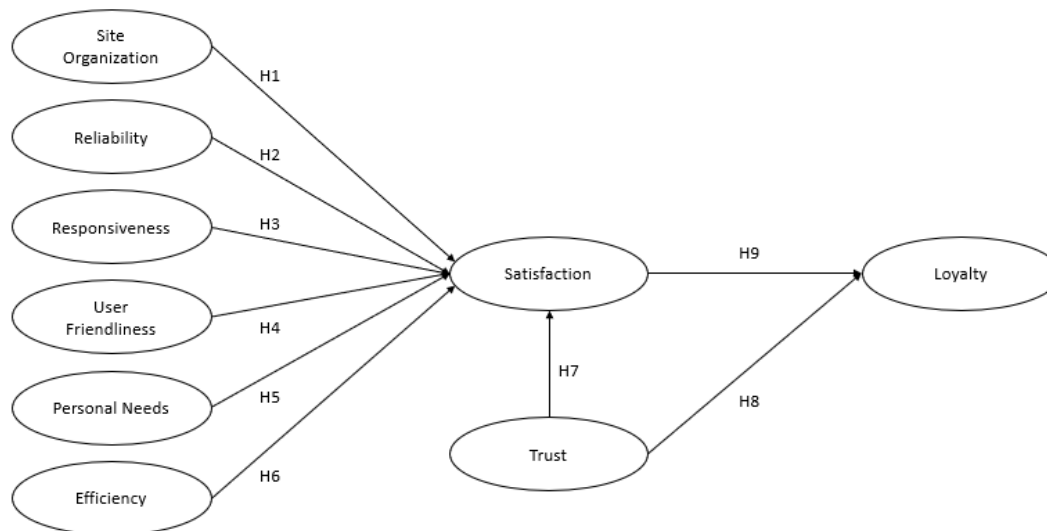 Site
Organization
H1
Reliability
H2
Responsiveness
H3
User
Friendliness
H4
Personal Needs
H5
Efficiency
H6
Satisfaction
H9
Loyalty
H7
H8
Trust